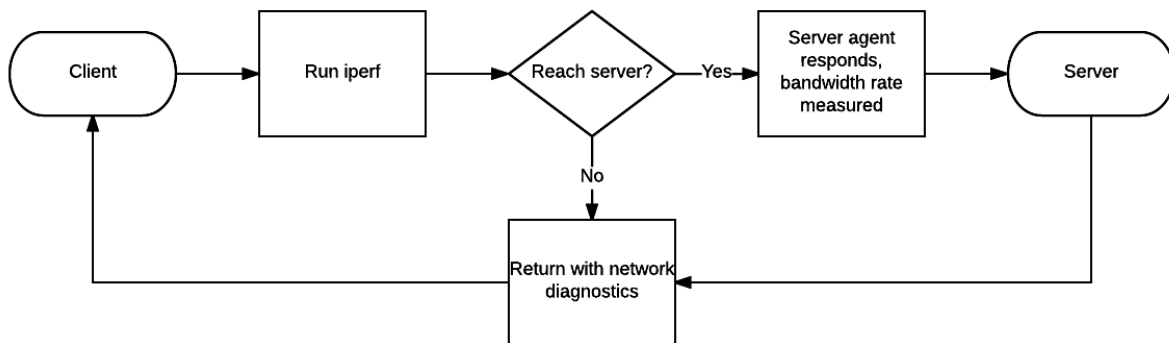 Client
Run iperf
Reach server?
Yes
Server agent
responds,
bandwidth rate
measured
Server
No
Return with network
diagnostics